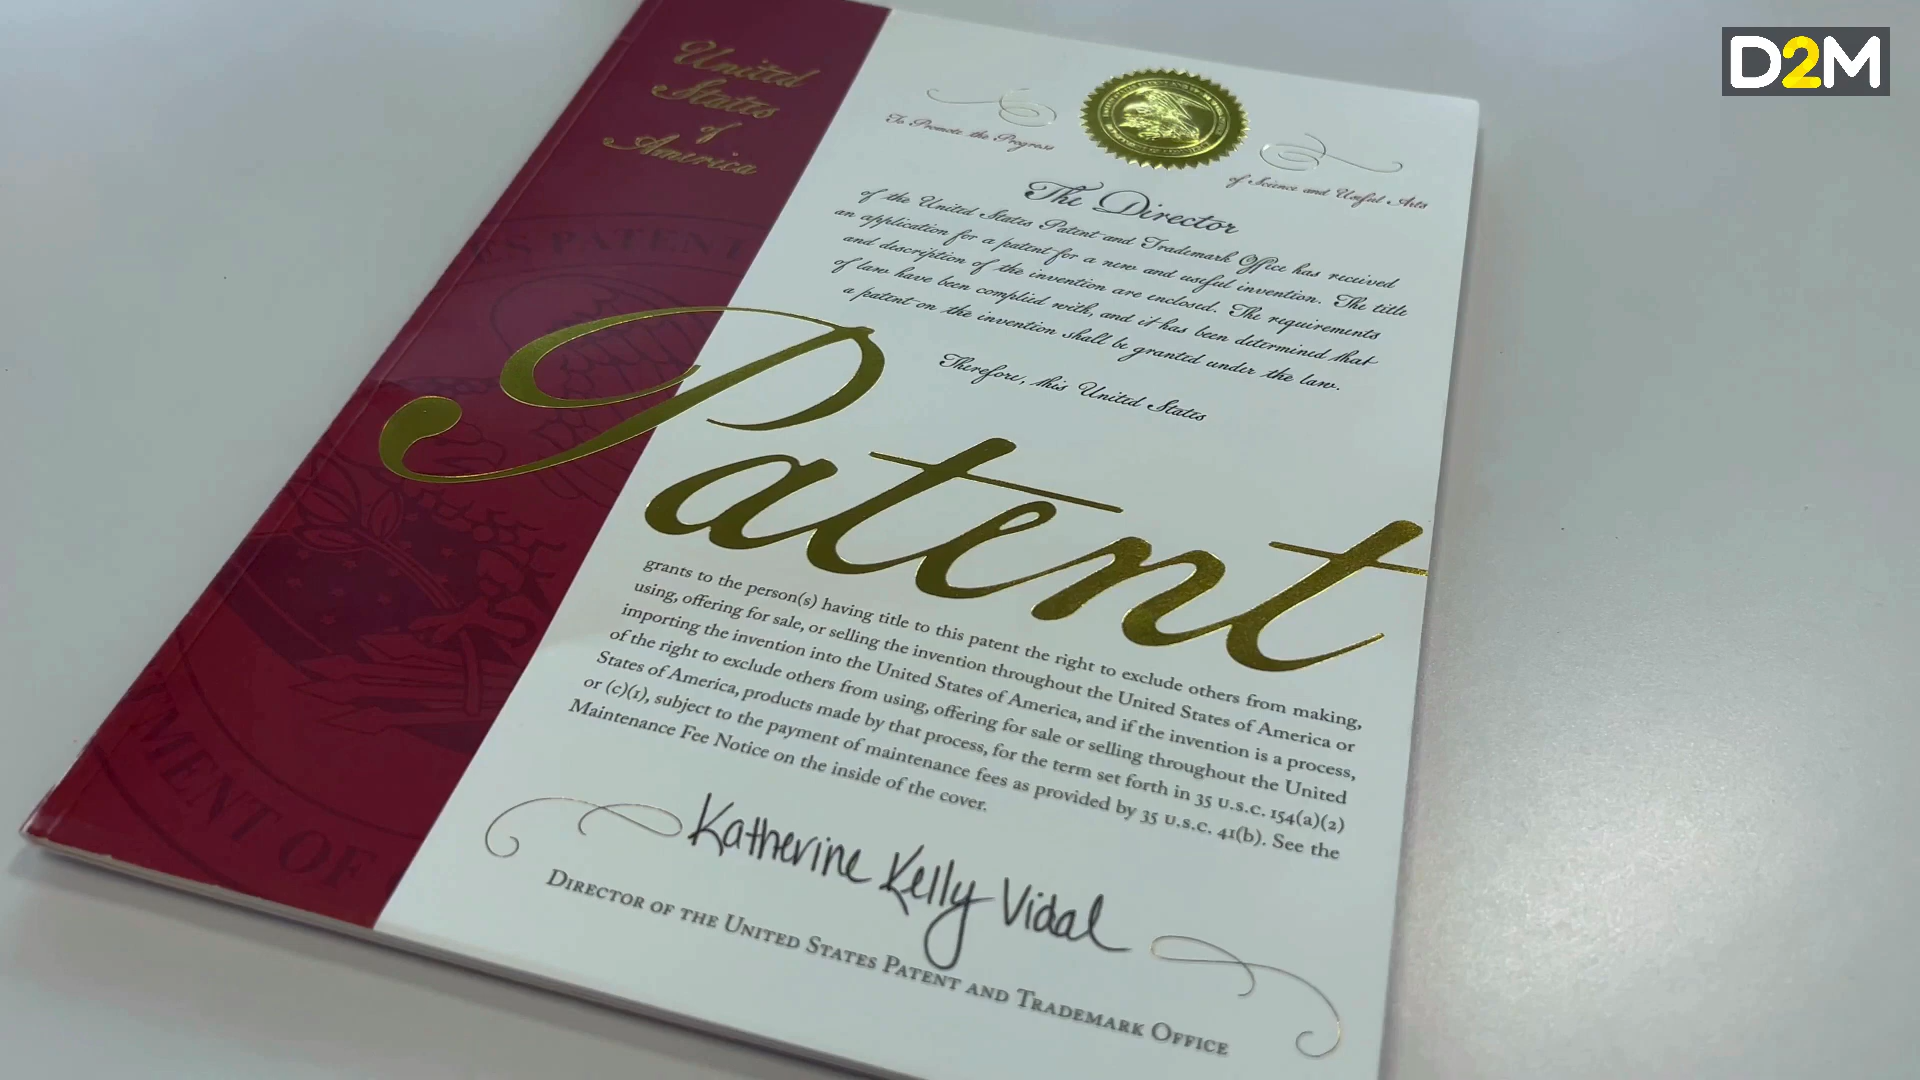 D2M
United
States
of
America
To Promote the Progress
of Science and Useful Arts
The Director
of the United States Patent and Trademark Office has received
an application for a patent for a new and useful invention. The title
and description of the invention are enclosed. The requirements
of law have been complied with, and it has been determined that
a patent on the invention shall be granted under the law.
Therefore, this United States
Patent
grants to the person(s) having title to this patent the right to exclude others from making,
using, offering for sale, or selling the invention throughout the United States of America or
importing the invention into the United States of America, and if the invention is a process,
of the right to exclude others from using, offering for sale or selling throughout the United
States of America, products made by that process, for the term set forth in 35 U.S.C. 154(a)(2)
or (c)(1), subject to the payment of maintenance fees as provided by 35 U.S.C. 41(b). See the
Maintenance Fee Notice on the inside of the cover.
Katherine Kelly Vidal
DIRECTOR OF THE UNITED STATES PATENT AND TRADEMARK OFFICE
ES PATENT
MENT OF